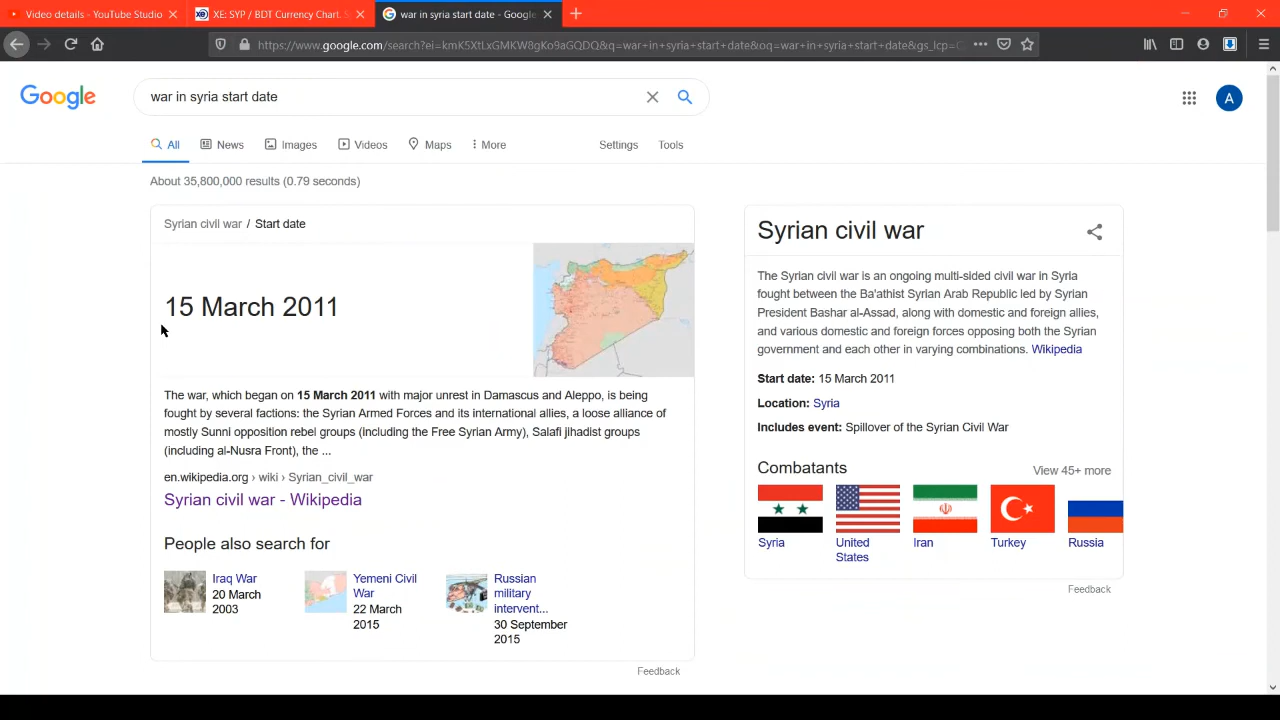 Video details - YouTube Studio
XE: SYP / BDT Currency Chart. S
war in syria start date - Google
https://www.google.com/search?ei=kmK5XtLxGMKW8gKo9aGQDQ&q=war+in+syria+start+date&oq=war+in+syria+start+date&gs_lcp=C
Google
war in syria start date
A
All
News
Images
Videos
Maps
More
Settings
Tools
About 35,800,000 results (0.79 seconds)
Syrian civil war / Start date
15 March 2011
The war, which began on 15 March 2011 with major unrest in Damascus and Aleppo, is being
fought by several factions: the Syrian Armed Forces and its international allies, a loose alliance of
mostly Sunni opposition rebel groups (including the Free Syrian Army), Salafi jihadist groups
(including al-Nusra Front), the ...
en.wikipedia.org › wiki › Syrian_civil_war
Syrian civil war - Wikipedia
People also search for
Iraq War
20 March
2003
Yemeni Civil
War
22 March
2015
Russian
military
intervent...
30 September
2015
Feedback
Syrian civil war
The Syrian civil war is an ongoing multi-sided civil war in Syria
fought between the Ba'athist Syrian Arab Republic led by Syrian
President Bashar al-Assad, along with domestic and foreign allies,
and various domestic and foreign forces opposing both the Syrian
government and each other in varying combinations. Wikipedia
Start date: 15 March 2011
Location: Syria
Includes event: Spillover of the Syrian Civil War
Combatants
View 45+ more
Syria
United
States
Iran
Turkey
Russia
Feedback